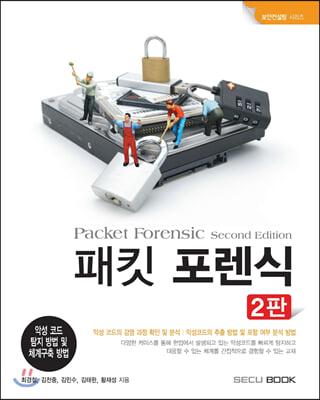 보안컨설팅 시리즈
Packet Forensic Second Edition
패킷 포렌식
2판
악성 코드
탐지 방법 및
체계구축 방법
악성 코드의 감염 과정 확인 및 분석 : 악성코드의 추출 방법 및 포함 여부 분석 방법
다양한 케이스를 통해 현업에서 발생되고 있는 악성코드를 빠르게 탐지하고
대응할 수 있는 체계를 간접적으로 경험할 수 있는 교재
최경철, 김찬중, 김민수, 김태한, 황재성 지음
SECU BOOK